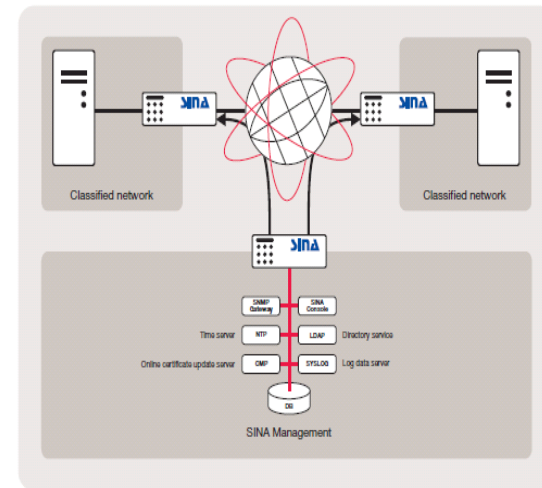 SINA
SINA
Classified network
Classified network
SINA
SNMP
Gateway
SINA
Console
Time server
NTP
LDAP
Directory service
Online certificate update server
CMP
SYSLOG
Log data server
DB
SINA Management